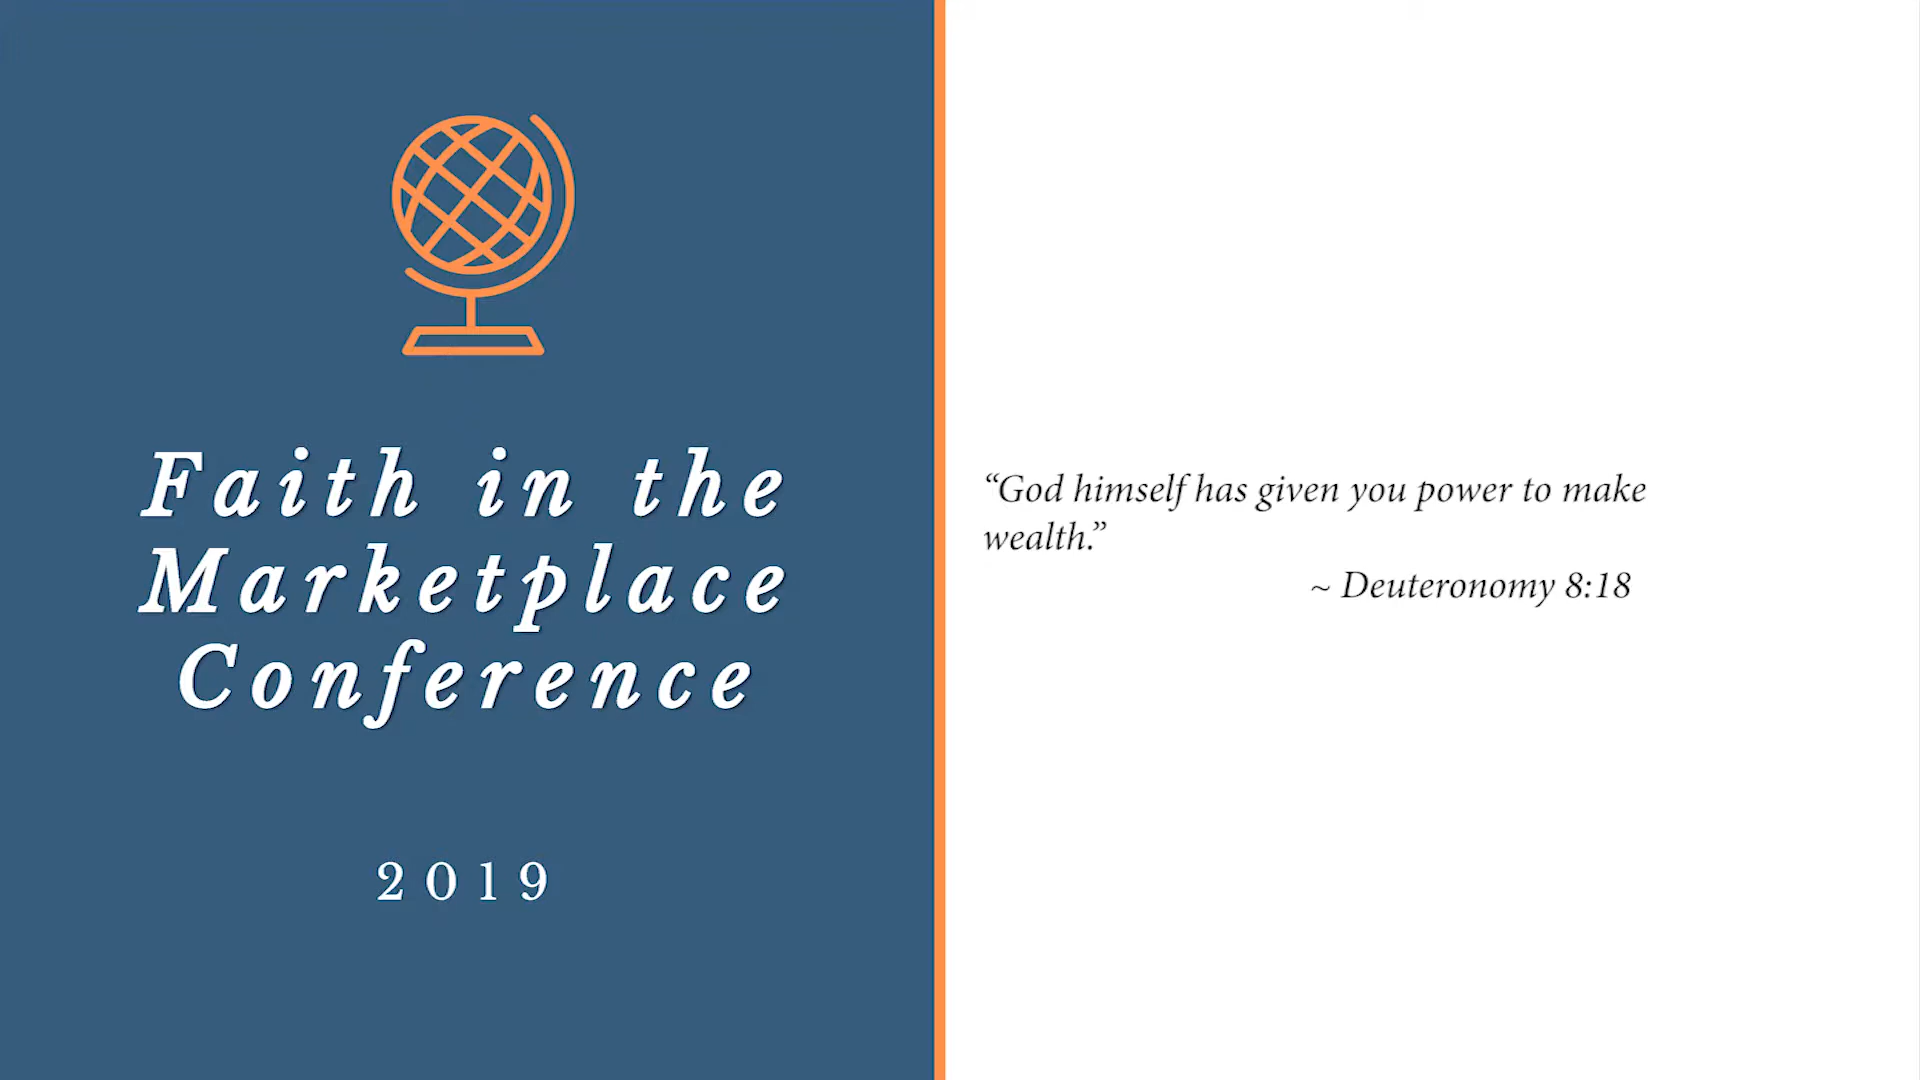 Faith in the
Marketplace
Conference
2019
“God himself has given you power to make
wealth.”
~ Deuteronomy 8:18